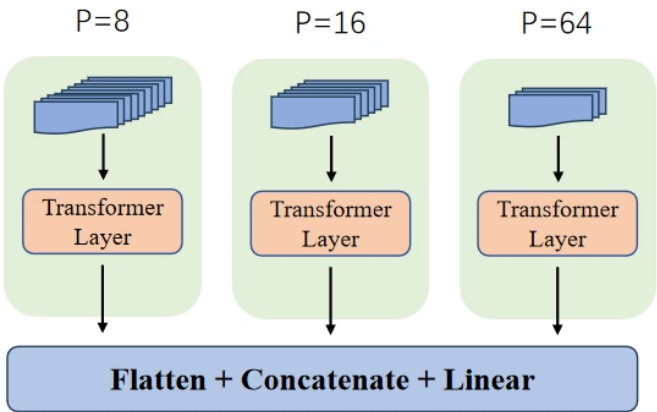 P=8 P=16 P=64
Transformer Layer
Transformer Layer
Transformer Layer
Flatten + Concatenate + Linear